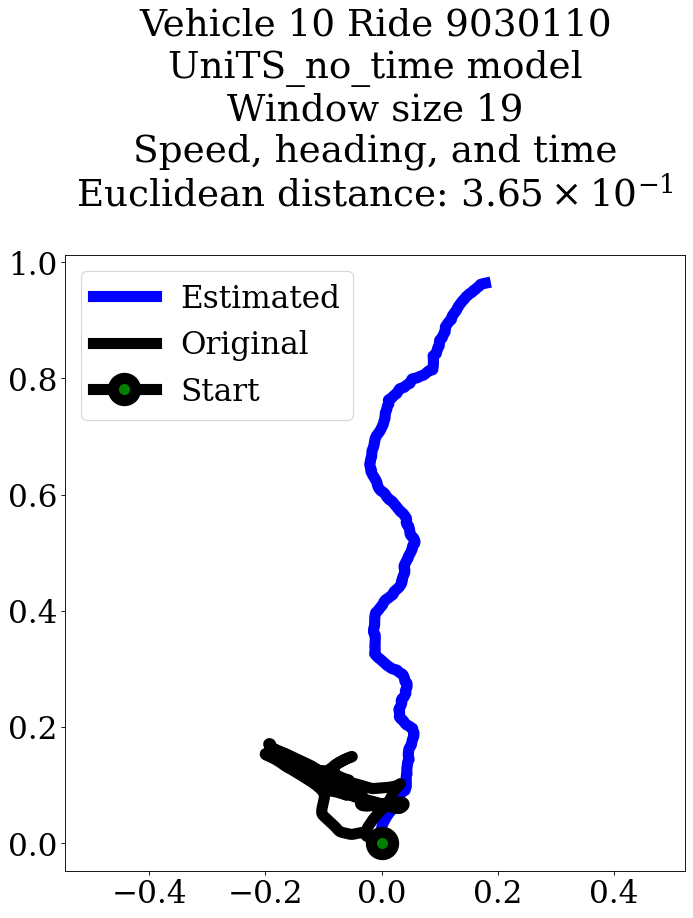 Vehicle 10 Ride 9030110
UniTS_no_time model
Window size 19
Speed, heading, and time
Euclidean distance: 3.65 × 10⁻¹
1.0
0.8
0.6
0.4
0.2
0.0
Estimated
Original
Start
−0.4 −0.2 0.0 0.2 0.4